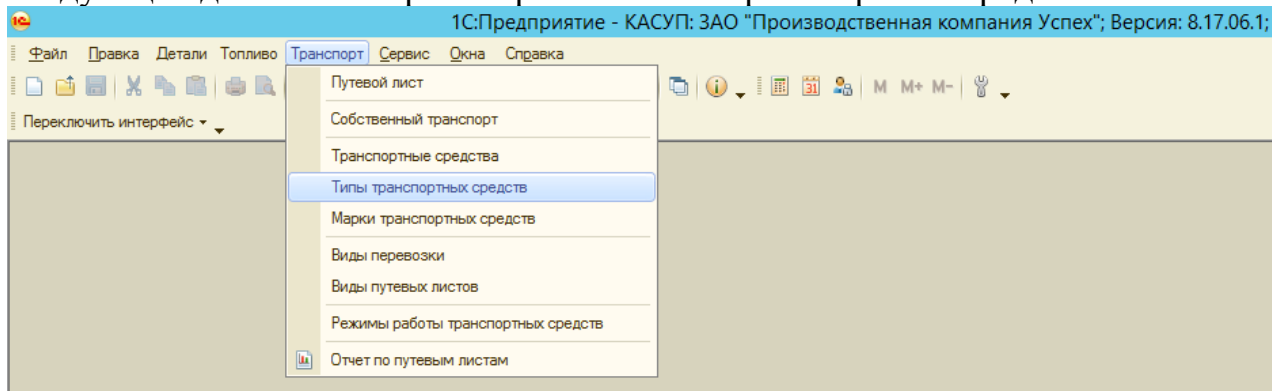 1С:Предприятие - КАСУП: ЗАО "Производственная компания Успех"; Версия: 8.17.06.1;
Файл Правка Детали Топливо Транспорт Сервис Окна Справка
M M+ M-
Переключить интерфейс
Путевой лист
Собственный транспорт
Транспортные средства
Типы транспортных средств
Марки транспортных средств
Виды перевозки
Виды путевых листов
Режимы работы транспортных средств
Отчет по путевым листам